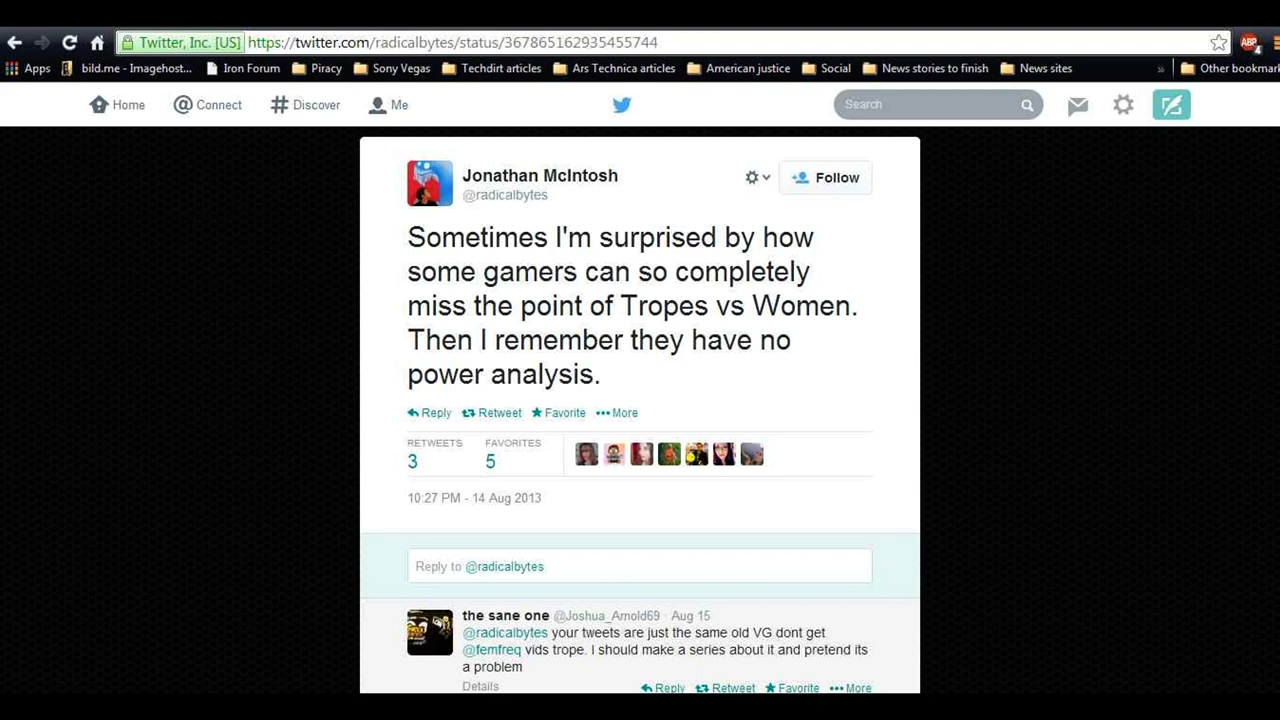 Twitter, Inc. [US] https://twitter.com/radicalbytes/status/367865162935455744
Apps bild.me - Imagehost... Iron Forum Piracy Sony Vegas Techdirt articles Ars Technica articles American justice Social News stories to finish News sites » Other bookmar
Home Connect Discover Me Search
Jonathan McIntosh
@radicalbytes
Follow
Sometimes I'm surprised by how
some gamers can so completely
miss the point of Tropes vs Women.
Then I remember they have no
power analysis.
Reply Retweet Favorite More
RETWEETS FAVORITES
3 5
10:27 PM - 14 Aug 2013
Reply to @radicalbytes
the sane one @Joshua_Arnold69 · Aug 15
@radicalbytes your tweets are just the same old VG dont get
@femfreq vids trope. I should make a series about it and pretend its
a problem
Details Reply Retweet Favorite More